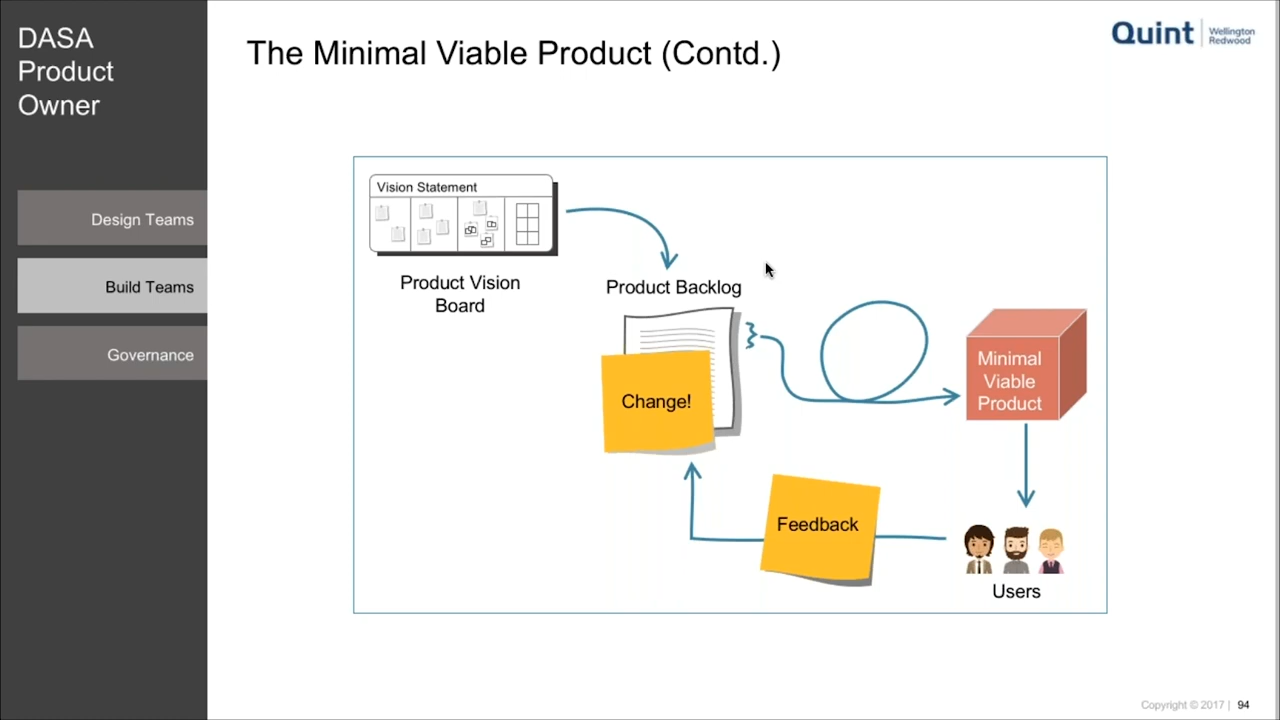 DASA
Product
Owner
Design Teams
Build Teams
Governance
The Minimal Viable Product (Contd.)
Quint
Wellington
Redwood
Vision Statement
Product Vision
Board
Product Backlog
Change!
Minimal
Viable
Product
Feedback
Users
Copyright © 2017 | 94